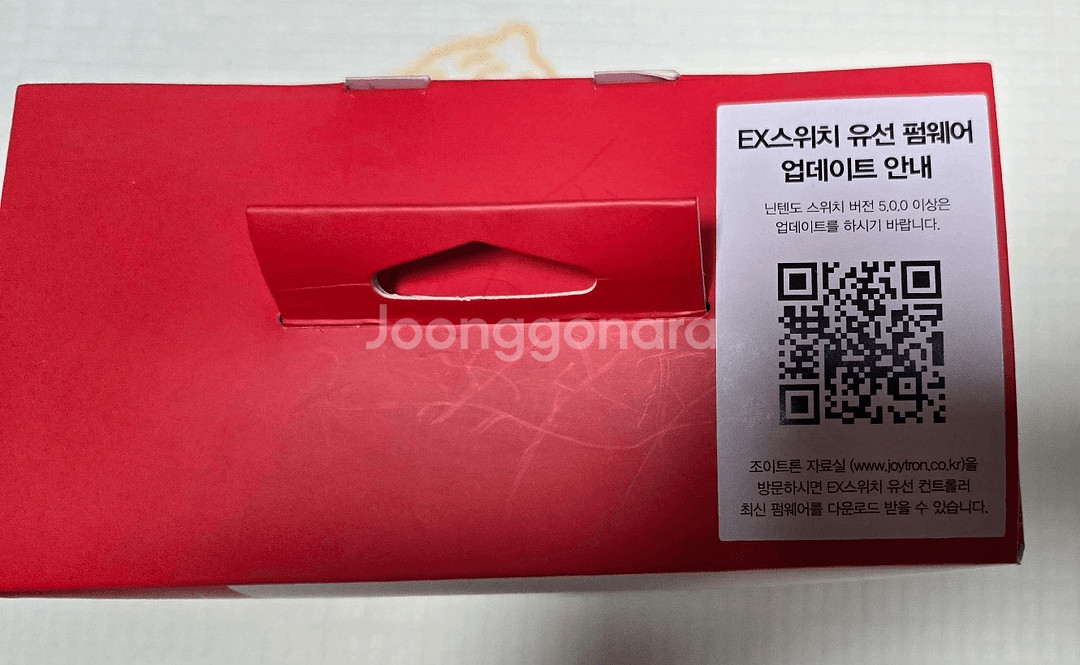 EX스위치 유선 펌웨어
업데이트 안내
닌텐도 스위치 버전 5.0.0 이상은
업데이트를 하시기 바랍니다.
Joonggonara
조이트론 자료실 (www.joytron.co.kr)을
방문하시면 EX스위치 유선 컨트롤러
최신 펌웨어를 다운로드 받을 수 있습니다.